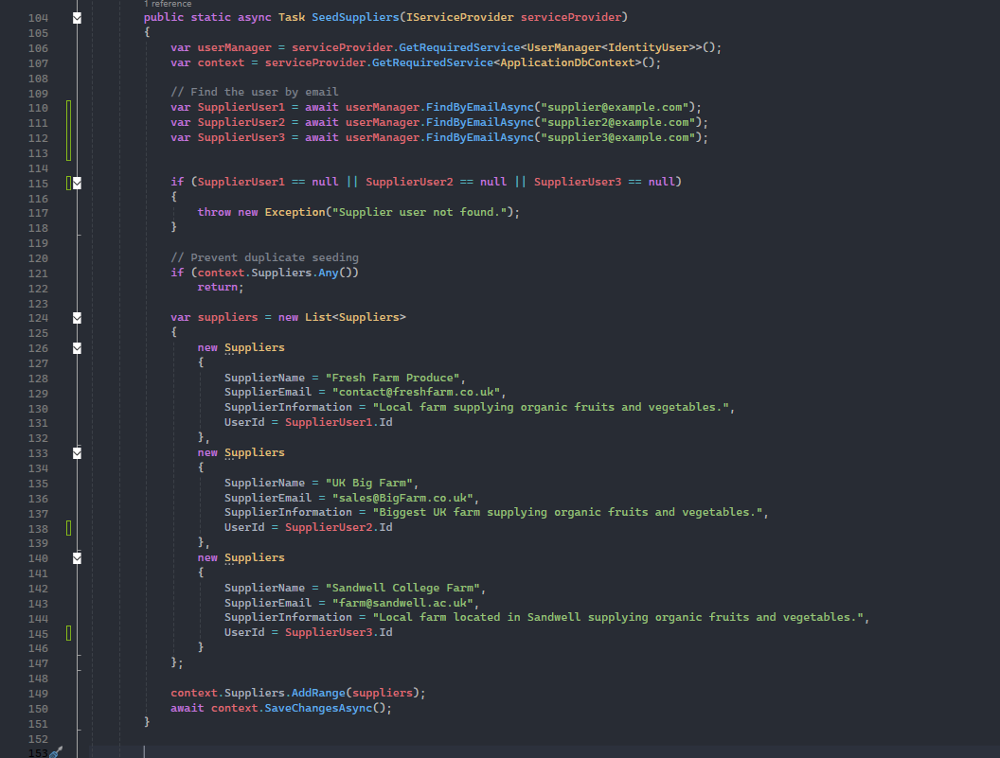 1 reference
104 public static async Task SeedSuppliers(IServiceProvider serviceProvider)
105 {
106 var userManager = serviceProvider.GetRequiredService<UserManager<IdentityUser>>();
107 var context = serviceProvider.GetRequiredService<ApplicationDbContext>();
108
109 // Find the user by email
110 var SupplierUser1 = await userManager.FindByEmailAsync("supplier@example.com");
111 var SupplierUser2 = await userManager.FindByEmailAsync("supplier2@example.com");
112 var SupplierUser3 = await userManager.FindByEmailAsync("supplier3@example.com");
113
114
115 if (SupplierUser1 == null || SupplierUser2 == null || SupplierUser3 == null)
116 {
117 throw new Exception("Supplier user not found.");
118 }
119
120 // Prevent duplicate seeding
121 if (context.Suppliers.Any())
122 return;
123
124 var suppliers = new List<Suppliers>
125 {
126 new Suppliers
127 {
128 SupplierName = "Fresh Farm Produce",
129 SupplierEmail = "contact@freshfarm.co.uk",
130 SupplierInformation = "Local farm supplying organic fruits and vegetables.",
131 UserId = SupplierUser1.Id
132 },
133 new Suppliers
134 {
135 SupplierName = "UK Big Farm",
136 SupplierEmail = "sales@BigFarm.co.uk",
137 SupplierInformation = "Biggest UK farm supplying organic fruits and vegetables.",
138 UserId = SupplierUser2.Id
139 },
140 new Suppliers
141 {
142 SupplierName = "Sandwell College Farm",
143 SupplierEmail = "farm@sandwell.ac.uk",
144 SupplierInformation = "Local farm located in Sandwell supplying organic fruits and vegetables.",
145 UserId = SupplierUser3.Id
146 }
147 };
148
149 context.Suppliers.AddRange(suppliers);
150 await context.SaveChangesAsync();
151 }
152
153